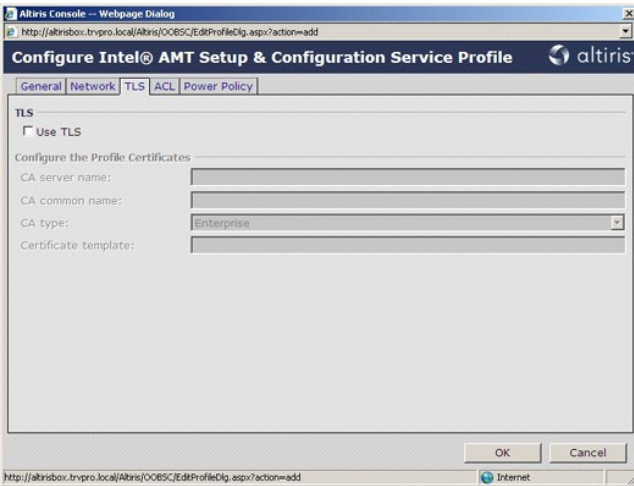 Altiris Console -- Webpage Dialog
http://altirisbox.trvpro.local/Altiris/OOBSC/EditProfileDlg.aspx?action=add
Configure Intel® AMT Setup & Configuration Service Profile altiris
General Network TLS ACL Power Policy
TLS
Use TLS
Configure the Profile Certificates
CA server name:
CA common name:
CA type: Enterprise
Certificate template:
OK Cancel
http://altirisbox.trvpro.local/Altiris/OOBSC/EditProfileDlg.aspx?action=add Internet